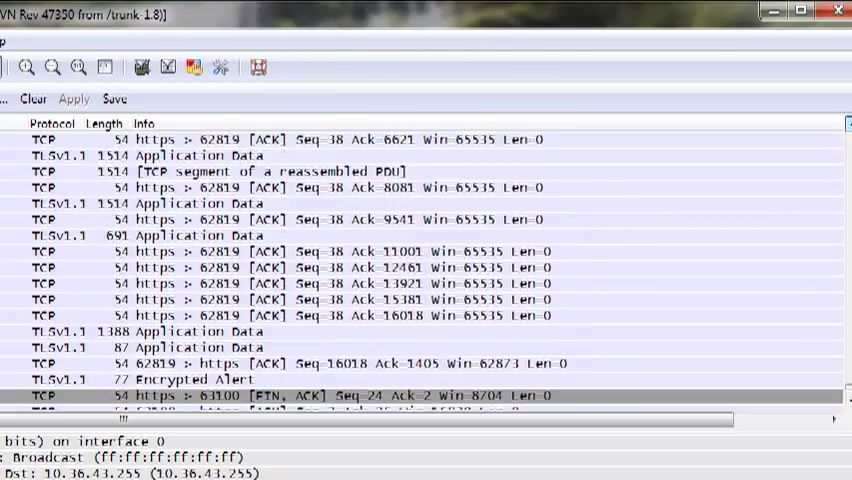 VN Rev 47350 from /trunk-1.8)]
p
... Clear Apply Save
Protocol Length Info
TCP 54 https > 62819 [ACK] Seq=38 Ack=6621 Win=65535 Len=0
TLSv1.1 1514 Application Data
TCP 1514 [TCP segment of a reassembled PDU]
TCP 54 https > 62819 [ACK] Seq=38 Ack=8081 Win=65535 Len=0
TLSv1.1 1514 Application Data
TCP 54 https > 62819 [ACK] Seq=38 Ack=9541 Win=65535 Len=0
TLSv1.1 691 Application Data
TCP 54 https > 62819 [ACK] Seq=38 Ack=11001 Win=65535 Len=0
TCP 54 https > 62819 [ACK] Seq=38 Ack=12461 Win=65535 Len=0
TCP 54 https > 62819 [ACK] Seq=38 Ack=13921 Win=65535 Len=0
TCP 54 https > 62819 [ACK] Seq=38 Ack=15381 Win=65535 Len=0
TCP 54 https > 62819 [ACK] Seq=38 Ack=16018 Win=65535 Len=0
TLSv1.1 1388 Application Data
TLSv1.1 87 Application Data
TCP 54 62819 > https [ACK] Seq=16018 Ack=1405 Win=62873 Len=0
TLSv1.1 77 Encrypted Alert
TCP 54 https > 63100 [FIN, ACK] Seq=24 Ack=2 Win=8704 Len=0
bits) on interface 0
: Broadcast (ff:ff:ff:ff:ff:ff)
Dst: 10.36.43.255 (10.36.43.255)